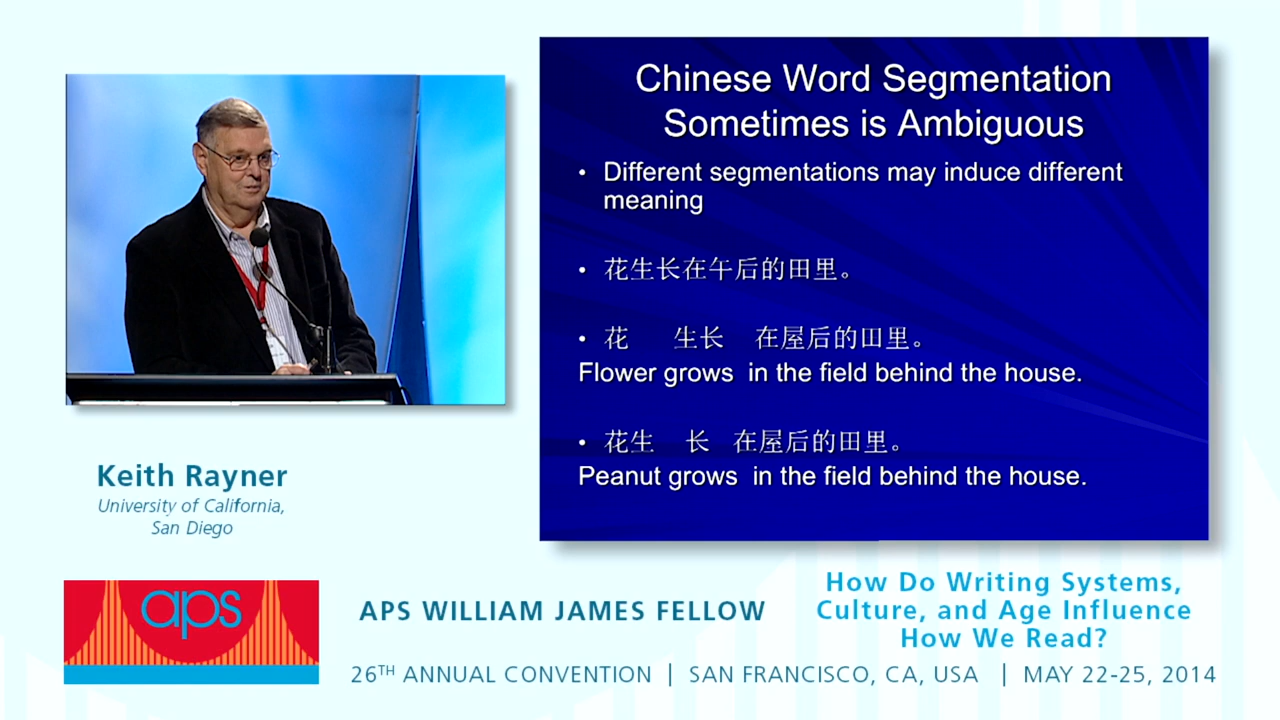 Chinese Word Segmentation
Sometimes is Ambiguous
• Different segmentations may induce different
meaning
• 花生长在午后的田里。
• 花 生长 在屋后的田里。
Flower grows in the field behind the house.
• 花生 长 在屋后的田里。
Peanut grows in the field behind the house.
Keith Rayner
University of California,
San Diego
aps
APS WILLIAM JAMES FELLOW
How Do Writing Systems,
Culture, and Age Influence
How We Read?
26TH ANNUAL CONVENTION | SAN FRANCISCO, CA, USA | MAY 22-25, 2014